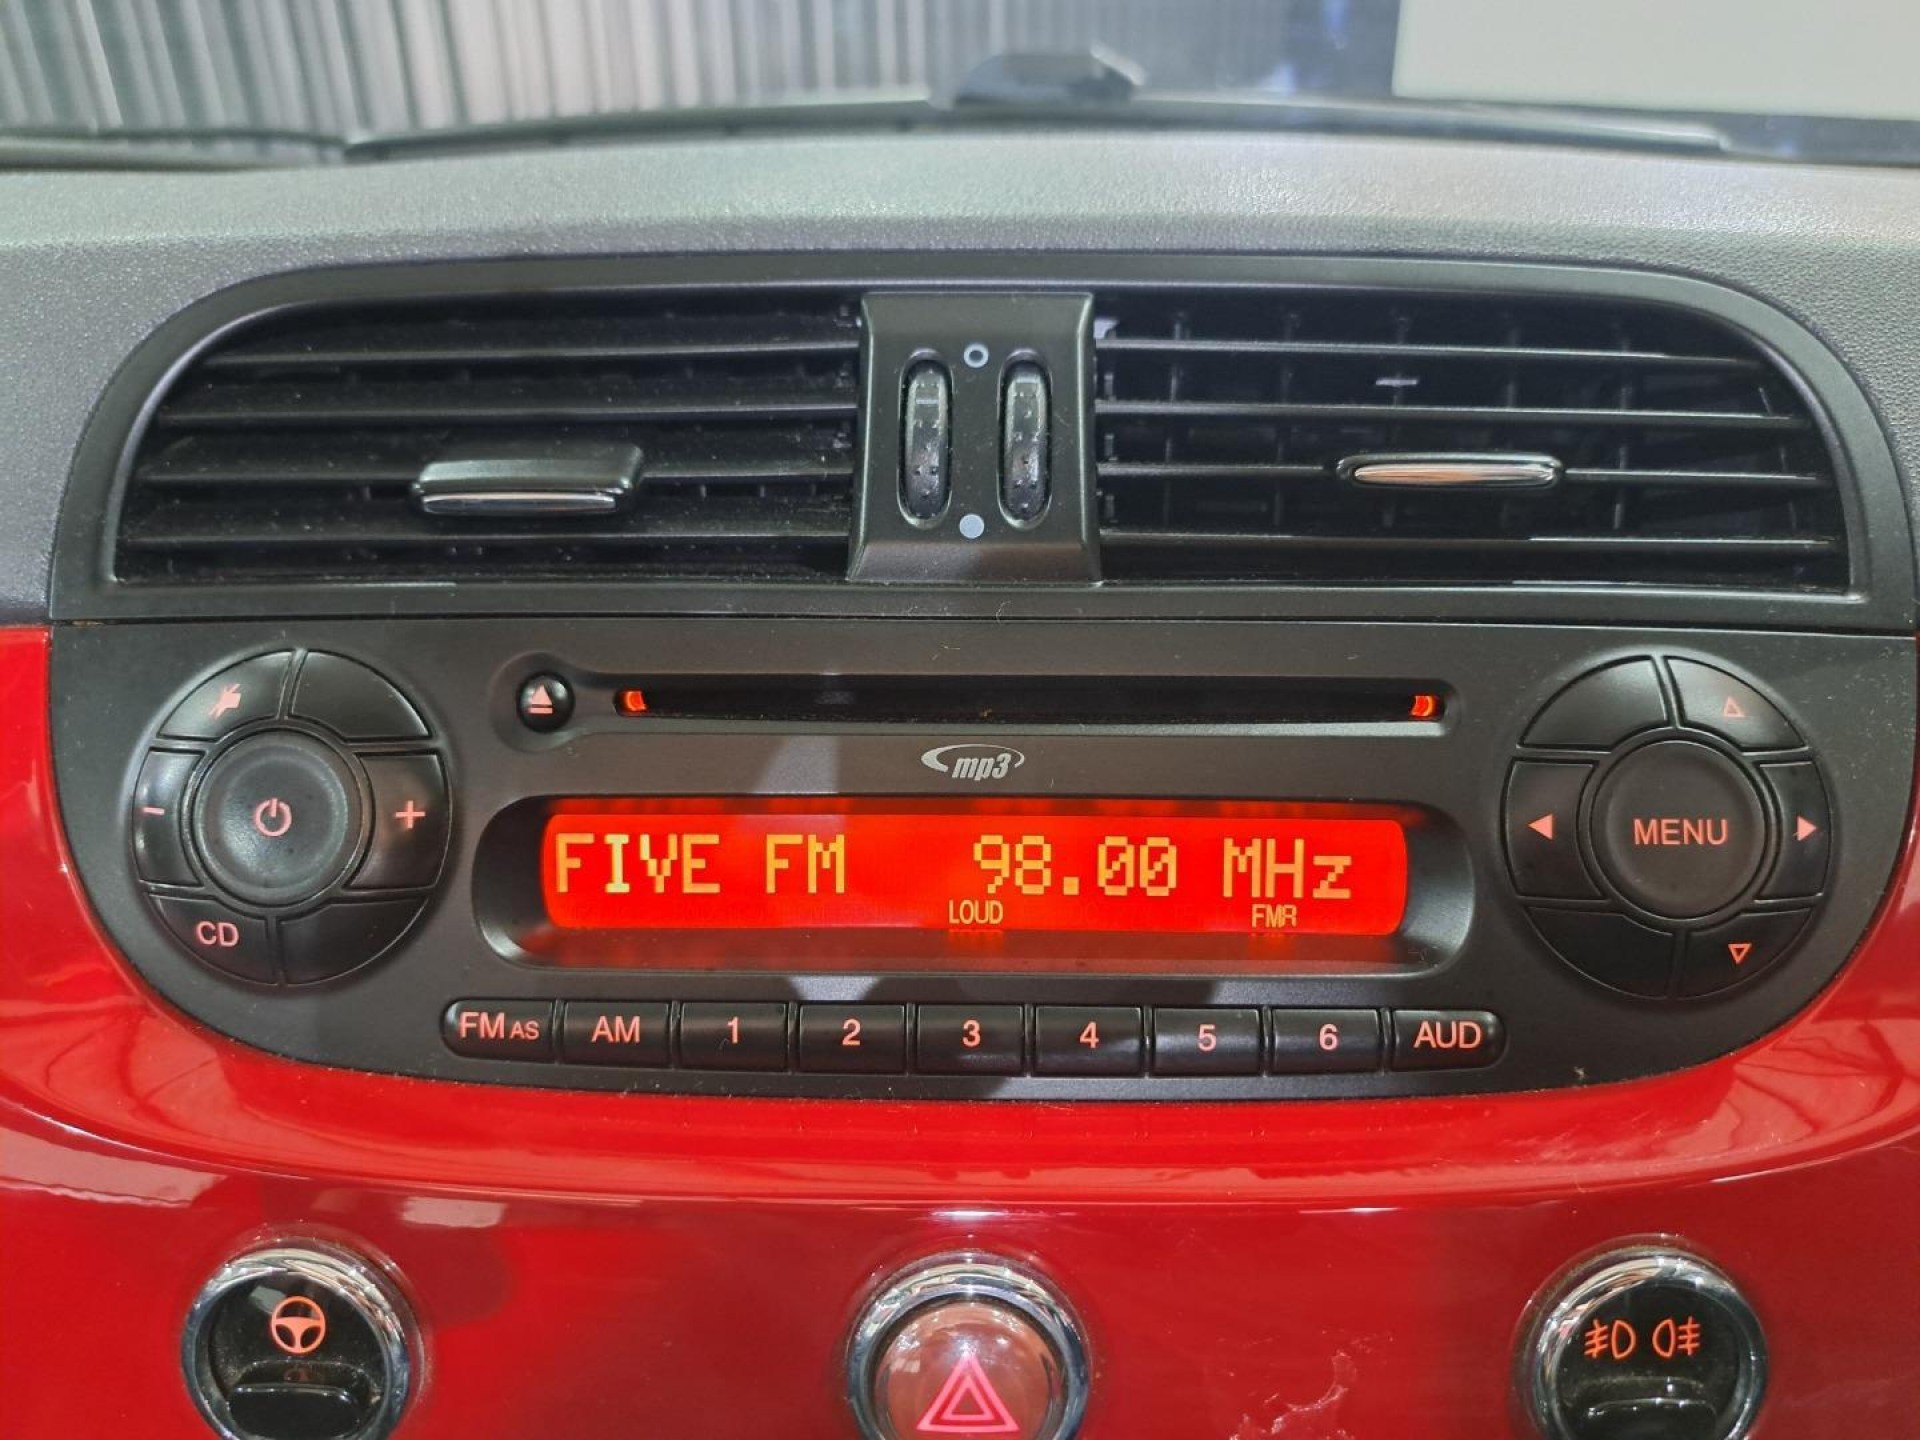 mp3
FIVE FM 98.00 MHz
LOUD FMR
CD
MENU
FM AS AM 1 2 3 4 5 6 AUD